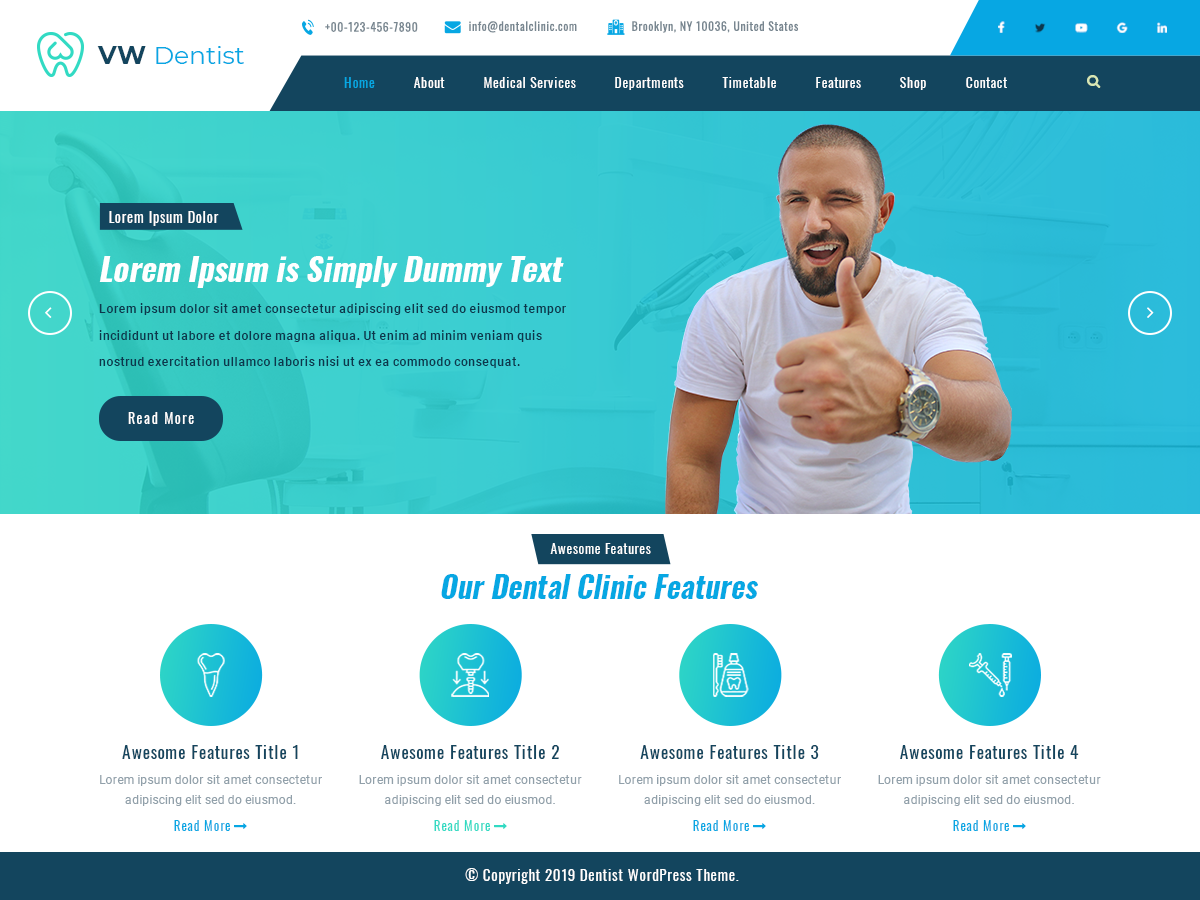 +00-123-456-7890 info@dentalclinic.com Brooklyn, NY 10036, United States
VW Dentist
Home About Medical Services Departments Timetable Features Shop Contact
Lorem Ipsum Dolor
Lorem Ipsum is Simply Dummy Text
Lorem ipsum dolor sit amet consectetur adipiscing elit sed do eiusmod tempor
incididunt ut labore et dolore magna aliqua. Ut enim ad minim veniam quis
nostrud exercitation ullamco laboris nisi ut ex ea commodo consequat.
Read More
Awesome Features
Our Dental Clinic Features
Awesome Features Title 1
Lorem ipsum dolor sit amet consectetur
adipiscing elit sed do eiusmod.
Read More
Awesome Features Title 2
Lorem ipsum dolor sit amet consectetur
adipiscing elit sed do eiusmod.
Read More
Awesome Features Title 3
Lorem ipsum dolor sit amet consectetur
adipiscing elit sed do eiusmod.
Read More
Awesome Features Title 4
Lorem ipsum dolor sit amet consectetur
adipiscing elit sed do eiusmod.
Read More
© Copyright 2019 Dentist WordPress Theme.